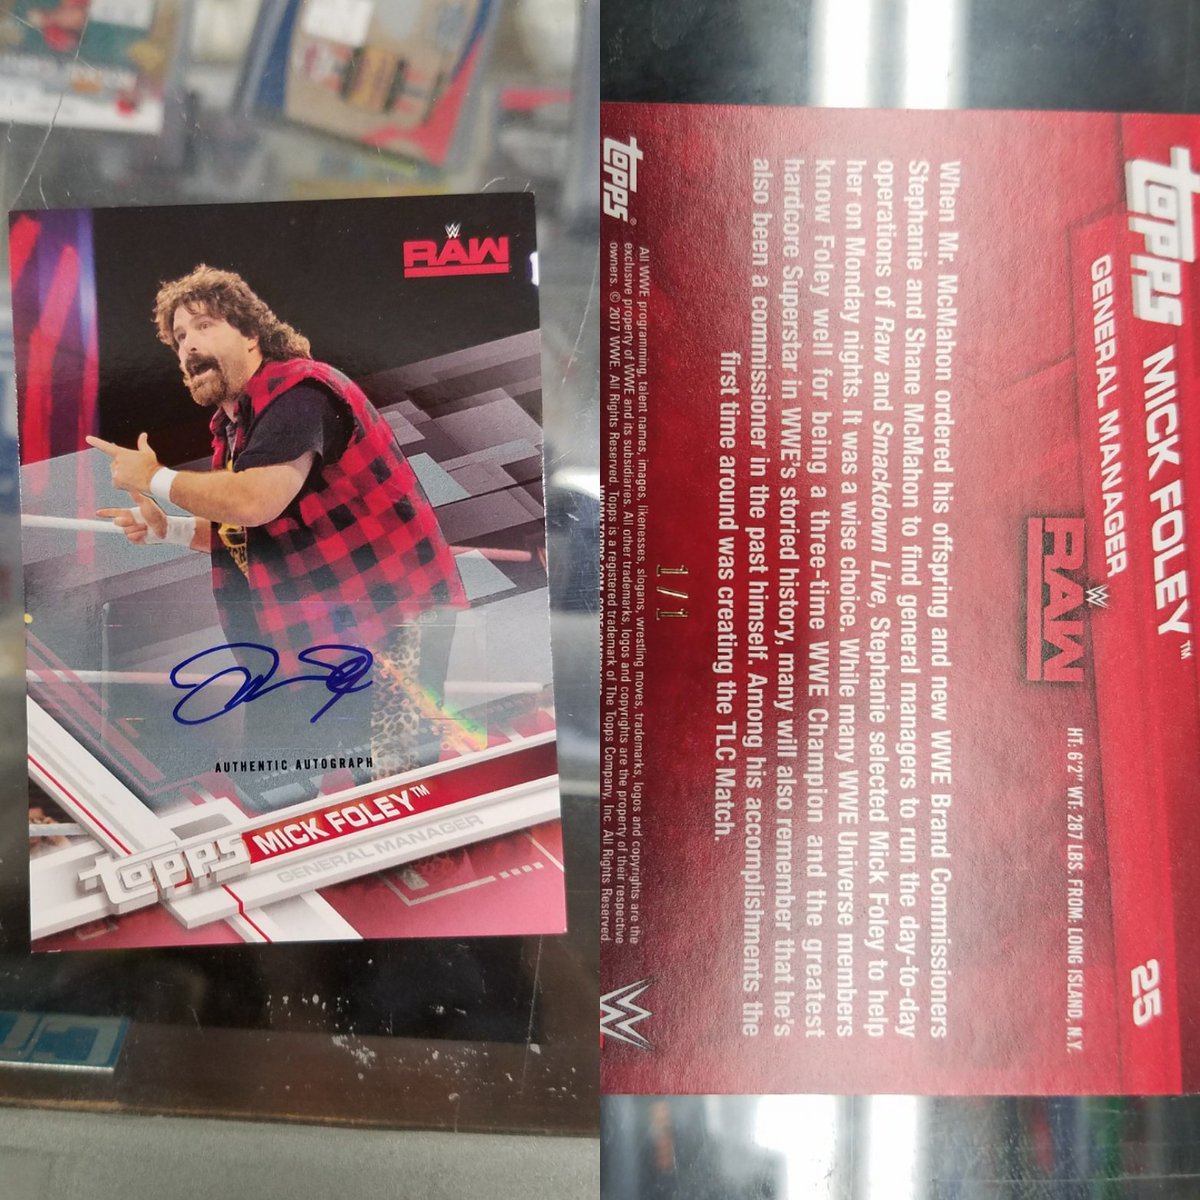 W
RAW
AUTHENTIC AUTOGRAPH
MICK FOLEY™
GENERAL MANAGER
TOPPS
TOPPS MICK FOLEY™ 25
GENERAL MANAGER HT: 6'2" WT: 287 LBS. FROM: LONG ISLAND, N.Y.
W
RAW
When Mr. McMahon ordered his offspring and new WWE Brand Commissioners
Stephanie and Shane McMahon to find general managers to run the day-to-day
operations of Raw and Smackdown Live, Stephanie selected Mick Foley to help
her on Monday nights. It was a wise choice. While many WWE Universe members
know Foley well for being a three-time WWE Champion and the greatest
hardcore Superstar in WWE's storied history, many will also remember that he's
also been a commissioner in the past himself. Among his accomplishments the
first time around was creating the TLC Match.
1/1
TOPPS®
All WWE programming, talent names, images, likenesses, slogans, wrestling moves, trademarks, logos and copyrights are the
exclusive property of WWE and its subsidiaries. All other trademarks, logos and copyrights are the property of their respective
owners. © 2017 WWE. All Rights Reserved. Topps is a registered trademark of The Topps Company, Inc. All Rights Reserved.
W